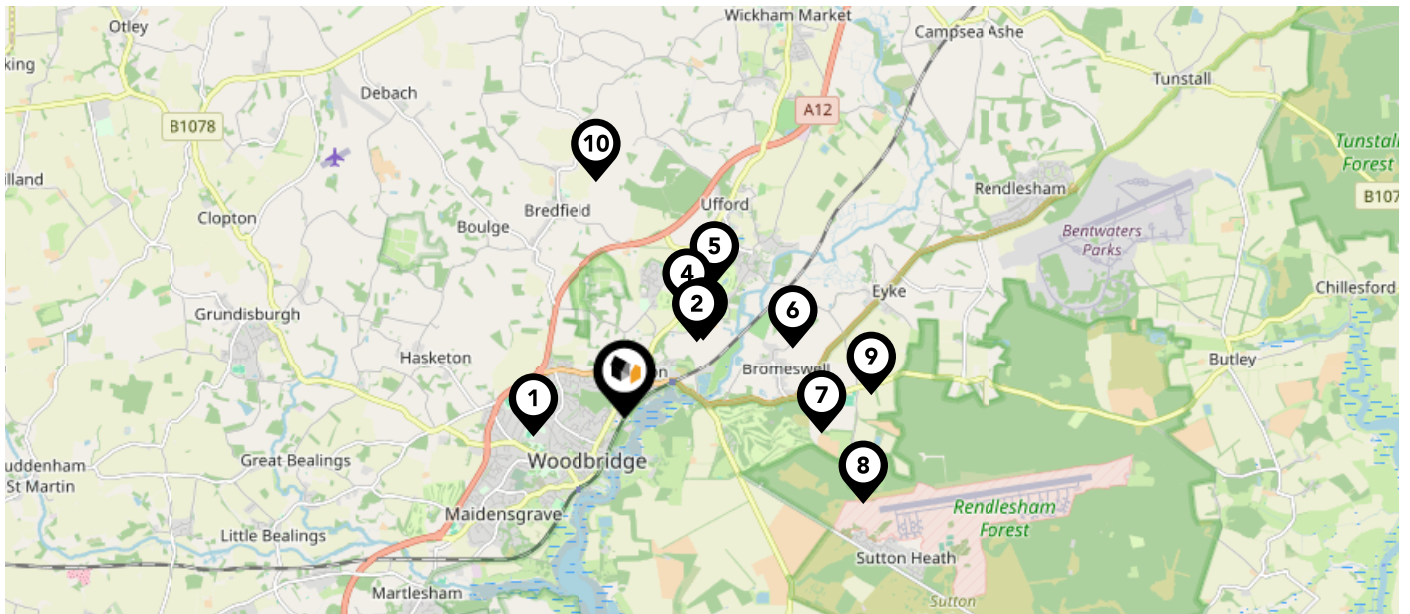 Otley
Wickham Market
Campsea Ashe
king
Tunstall
Debach
A12
B1078
10
Tunstall
Forest
illand
Rendlesham
B107
Ufford
Bredfield
Clopton
Boulge
Bentwaters
Parks
5
4
2
6
Eyke
Chillesford
Grundisburgh
Hasketon
9
Butley
on
Bromeswell
1
7
Woodbridge
8
uddenham
St Martin
Great Bealings
Maidensgrave
Rendlesham
Forest
Little Bealings
Sutton Heath
Martlesham
Sutton